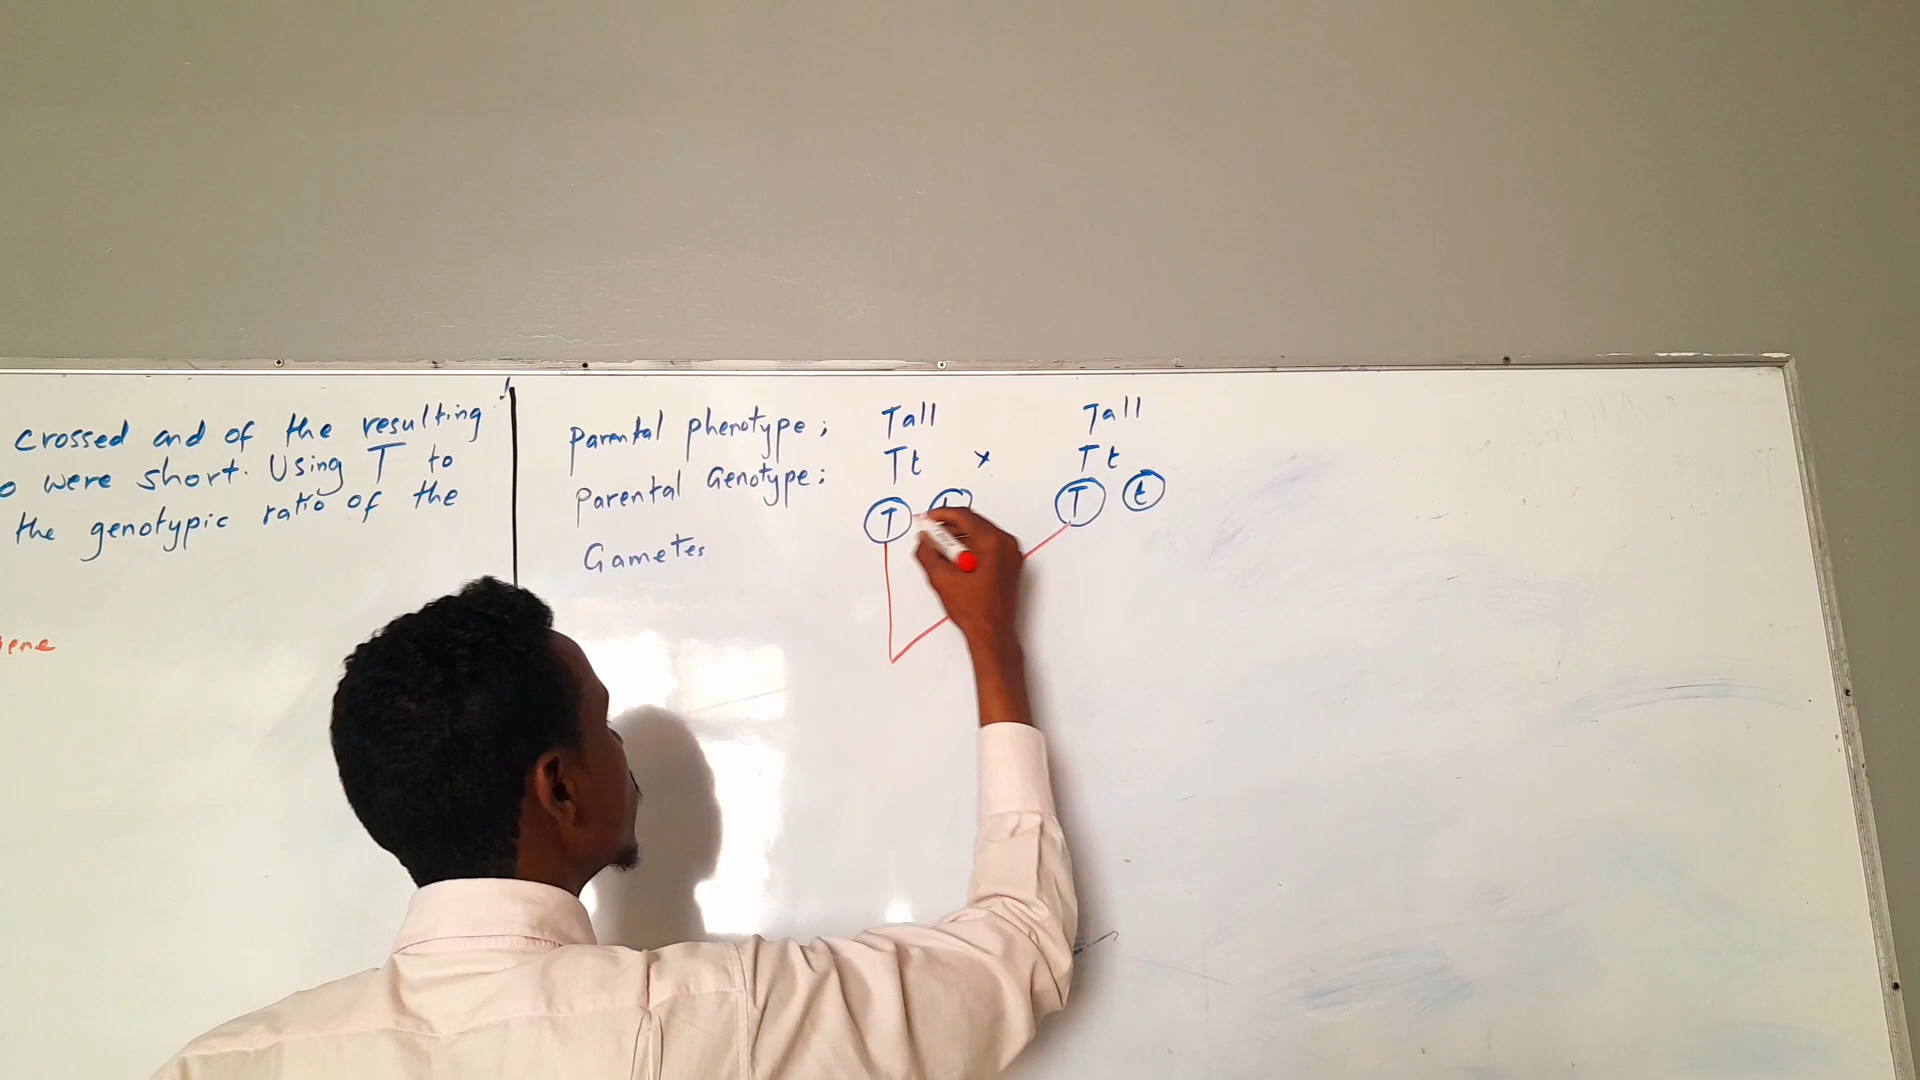 crossed and of the resulting
o were short. Using T to
the genotypic ratio of the
ene
Parental phenotype; Tall Tall
Parental Genotype: Tt x Tt
Gametes T t T t